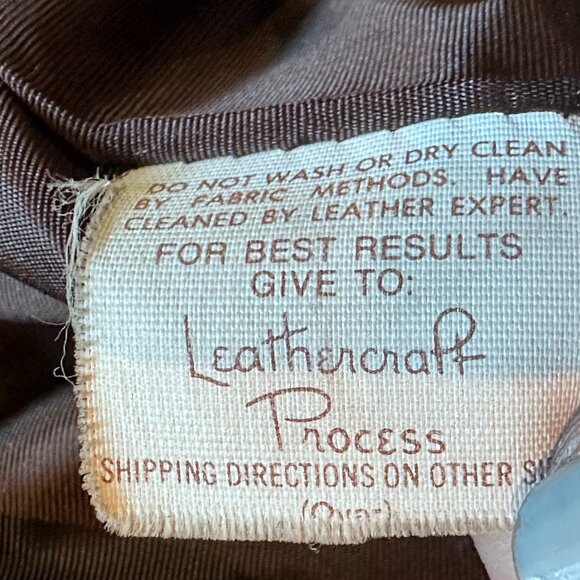 DO NOT WASH OR DRY CLEAN
BY FABRIC METHODS. HAVE
CLEANED BY LEATHER EXPERT.
FOR BEST RESULTS
GIVE TO:
Leathercraft
Process
SHIPPING DIRECTIONS ON OTHER
(Over)